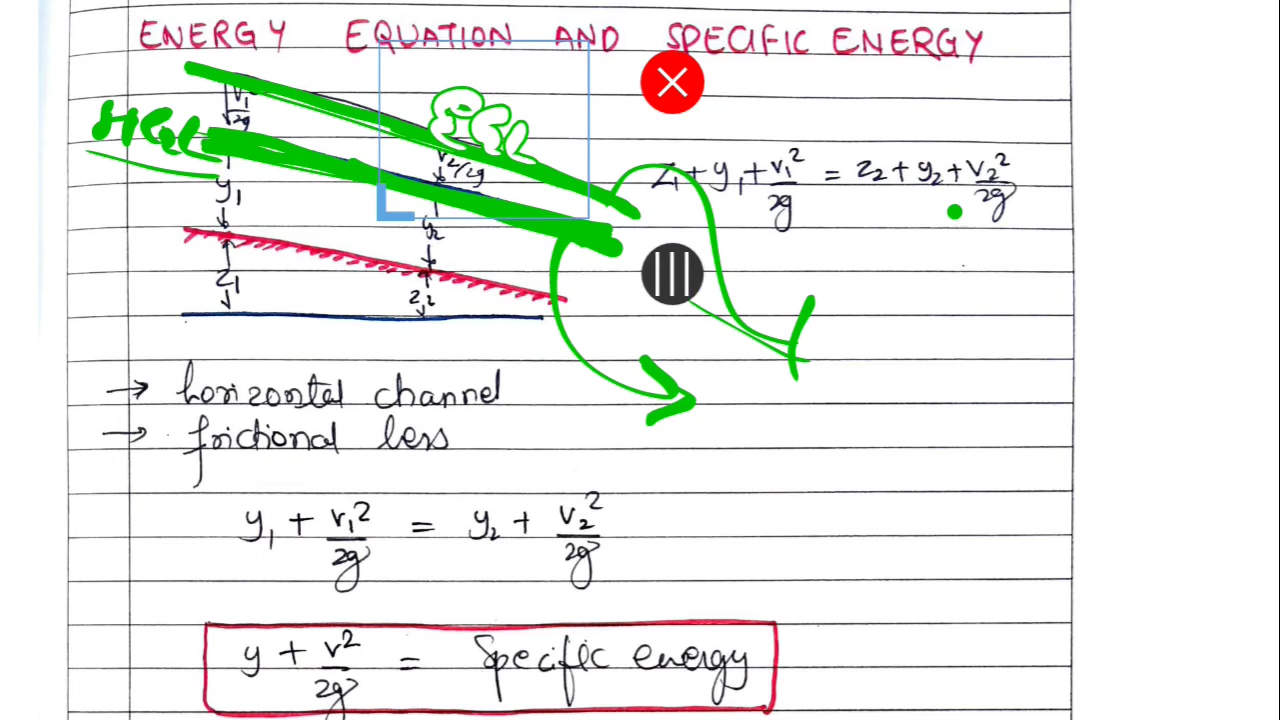 ENERGY EQUATION AND SPECIFIC ENERGY
V1/2g
EGL
HGL
V2²/2g
Z1 + y1 + V1²/2g = Z2 + y2 + V2²/2g
y1
y2
Z1
Z2
→ horizontal channel
→ frictional less
y1 + V1²/2g = y2 + V2²/2g
y + V²/2g = Specific energy